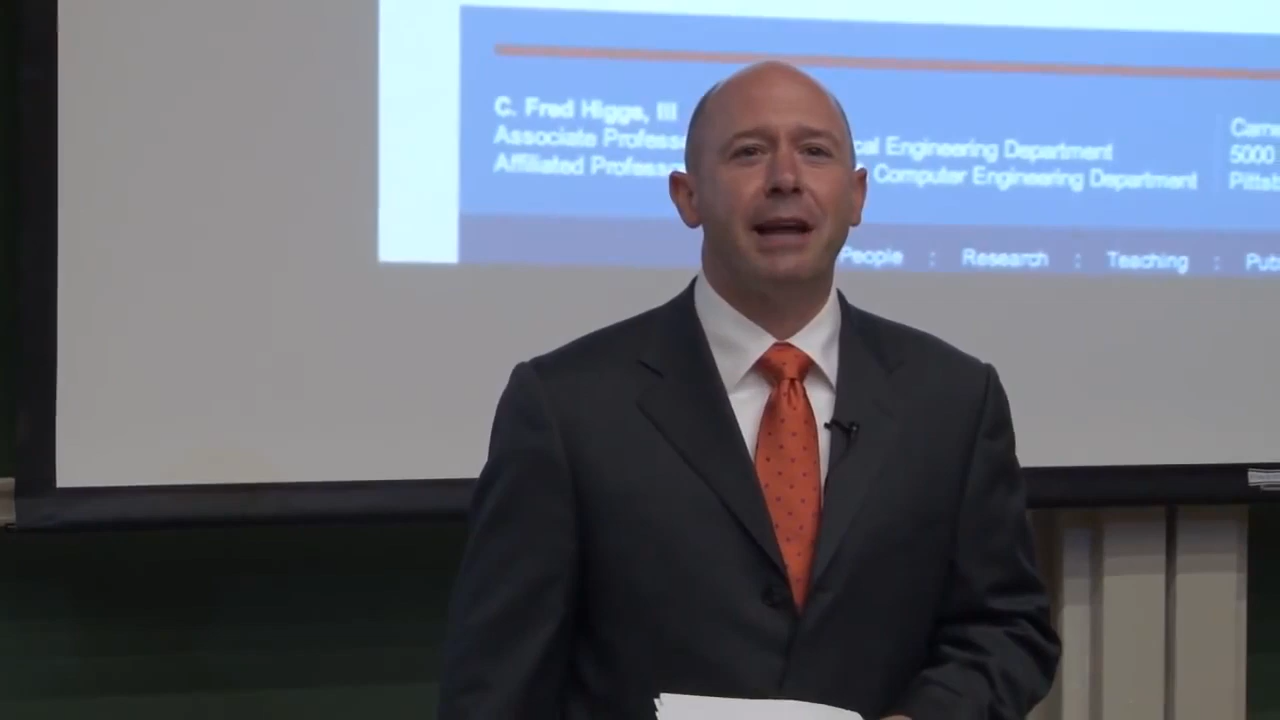 C. Fred Higgs, III
Associate Profess
cal Engineering Department
Affiliated Profess
Computer Engineering Department
Carne
5000
Pittsb
People : Research : Teaching : Pub